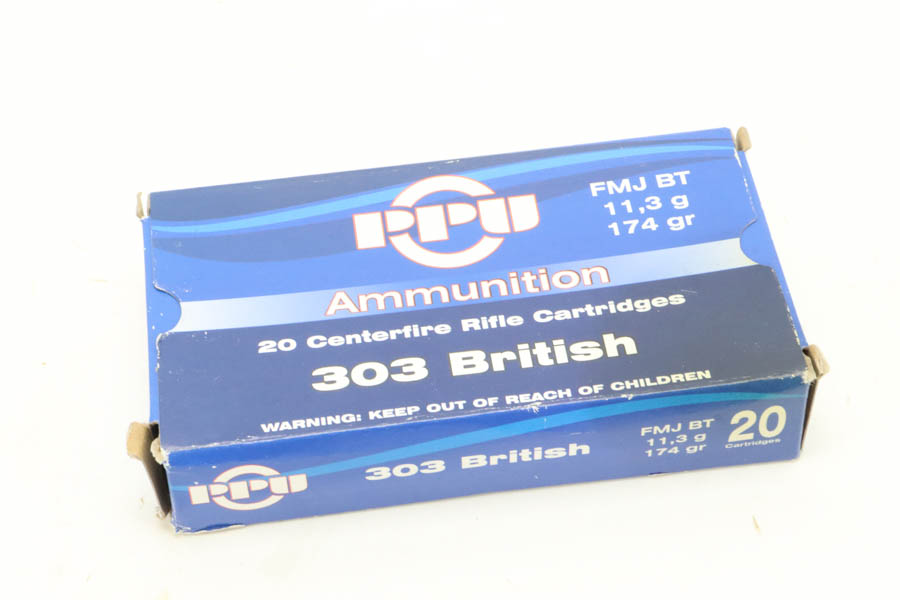 PPU
FMJ BT
11,3 g
174 gr
Ammunition
20 Centerfire Rifle Cartridges
303 British
WARNING: KEEP OUT OF REACH OF CHILDREN
PPU
303 British
FMJ BT
11,3 g
174 gr
20
Cartridges